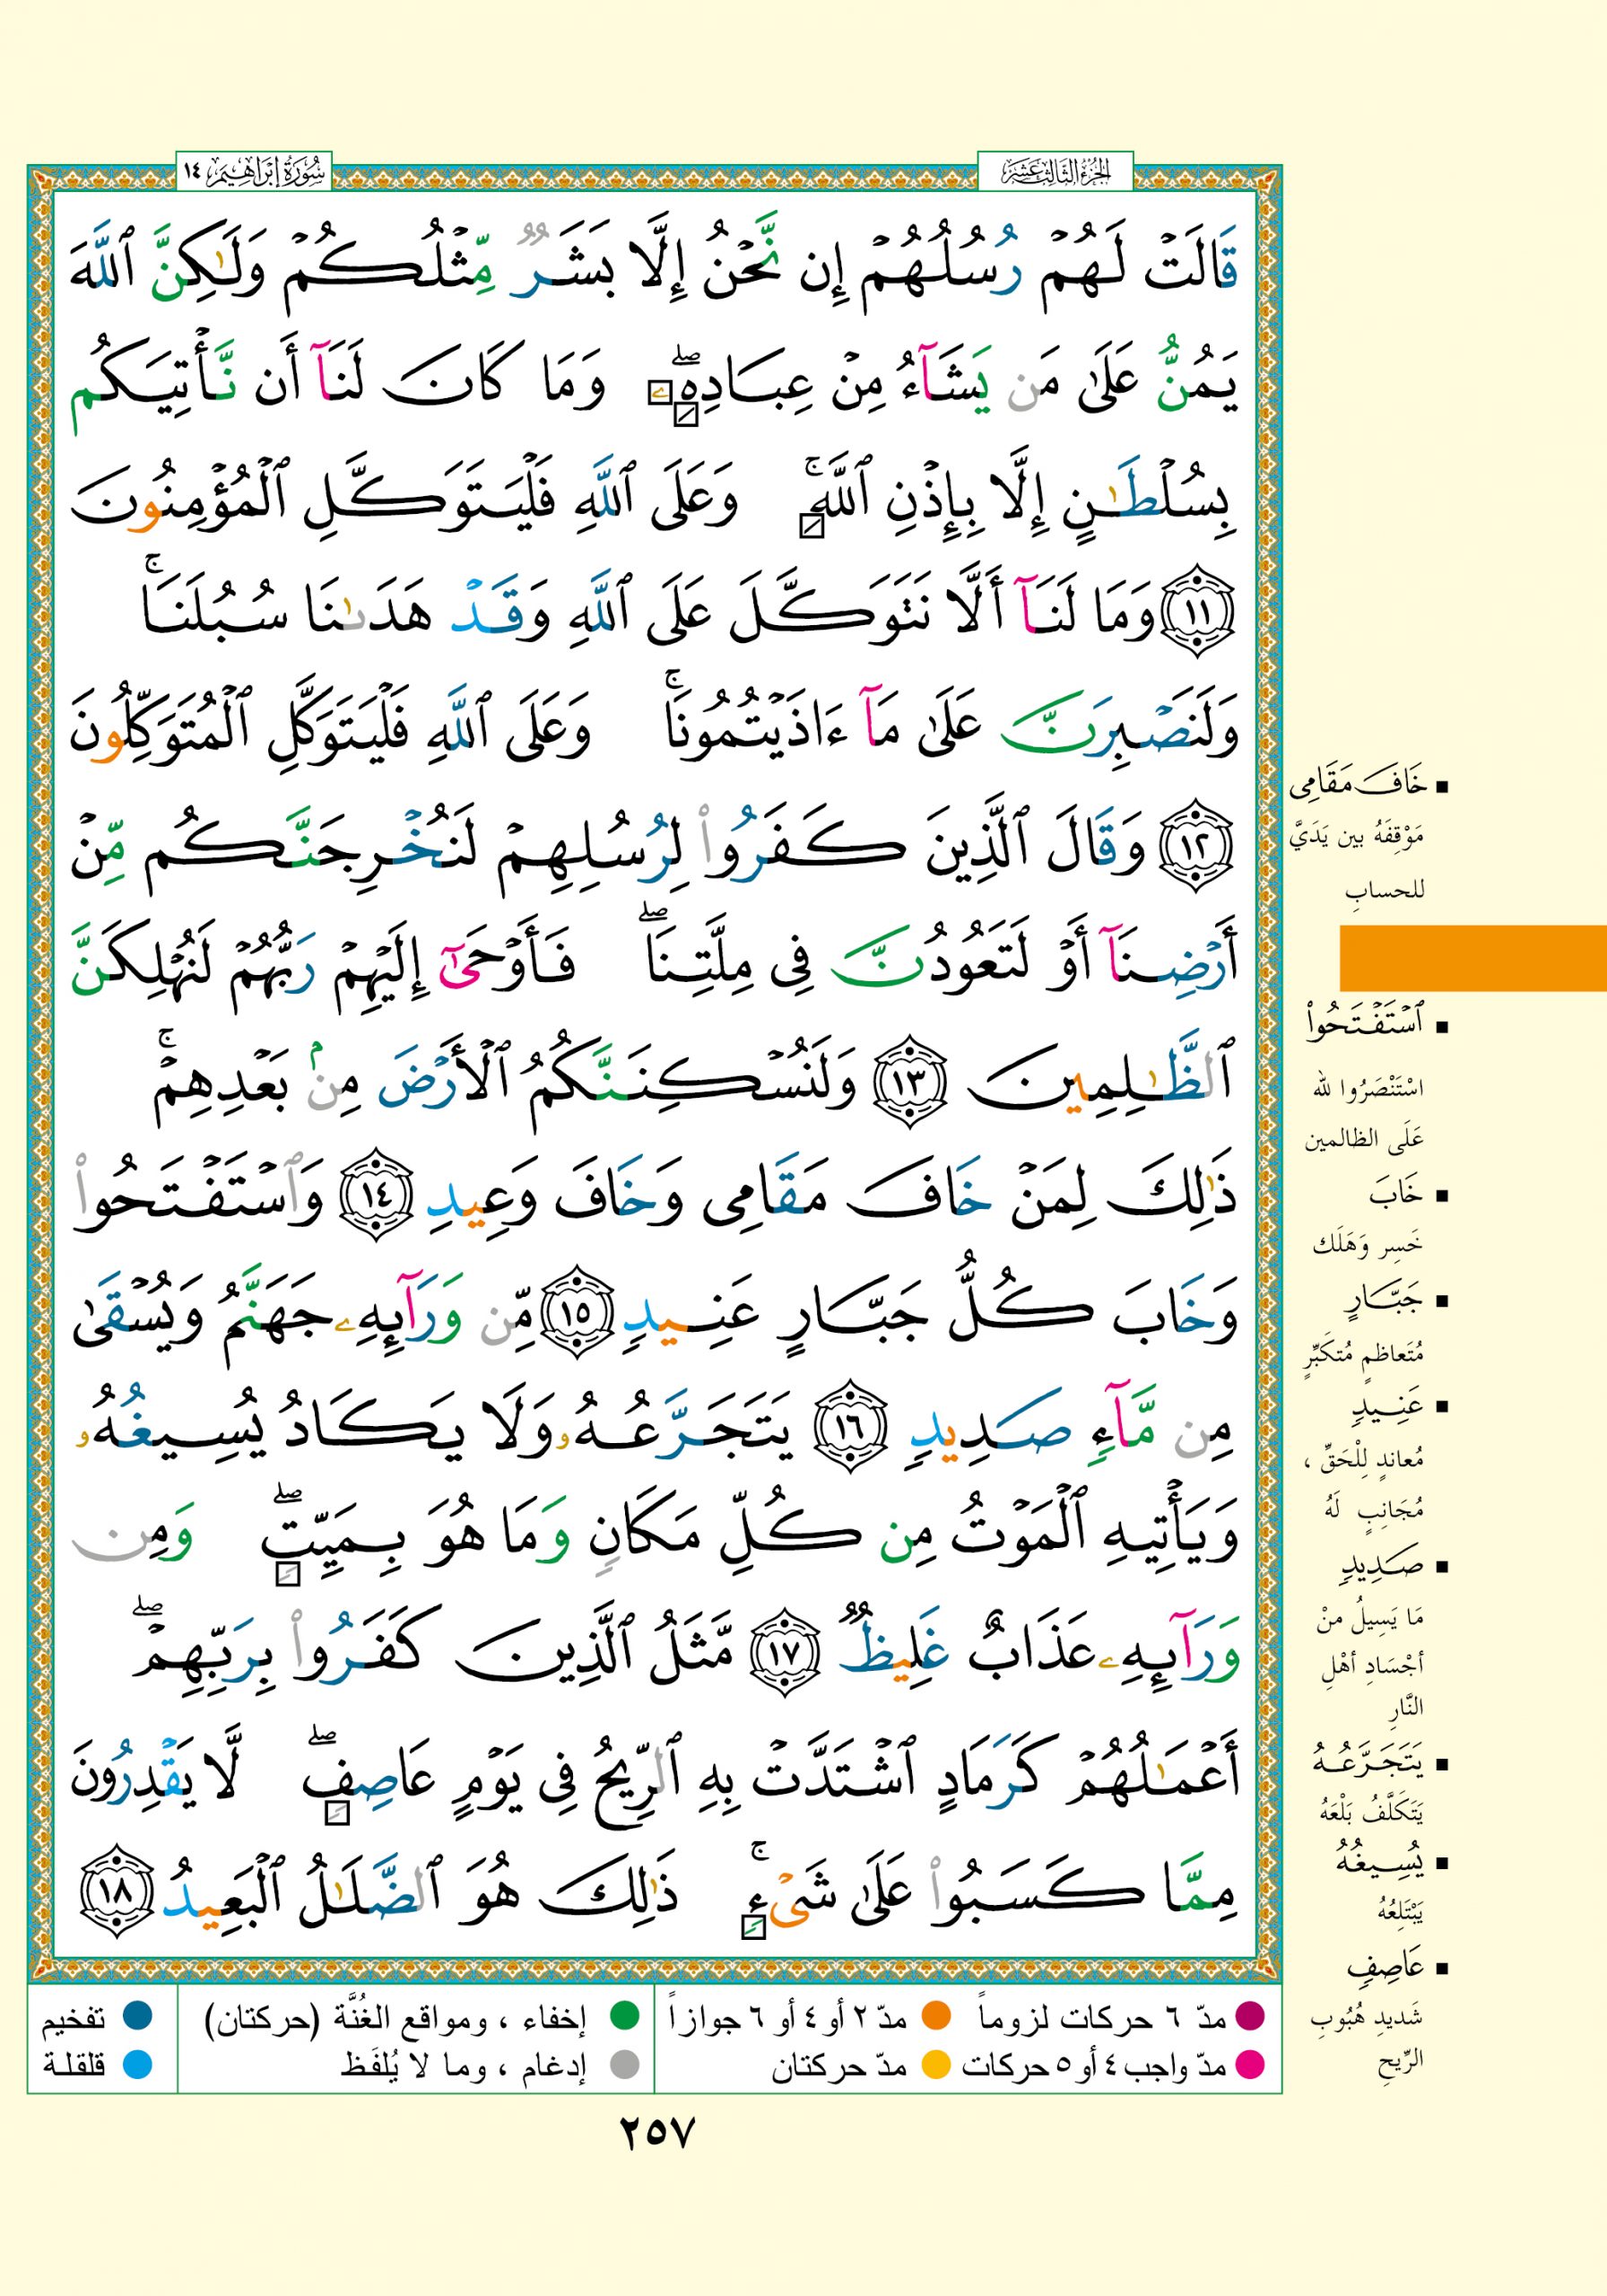 الجزء الثالث عشر
سورة إبراهيم ١٤
قَالَتْ لَهُمْ رُسُلُهُمْ إِن نَّحْنُ إِلَّا بَشَرٌ مِّثْلُكُمْ وَلَٰكِنَّ ٱللَّهَ
يَمُنُّ عَلَىٰ مَن يَشَآءُ مِنْ عِبَادِهِۦ ۖ وَمَا كَانَ لَنَآ أَن نَّأْتِيَكُم
بِسُلْطَٰنٍ إِلَّا بِإِذْنِ ٱللَّهِ ۚ وَعَلَى ٱللَّهِ فَلْيَتَوَكَّلِ ٱلْمُؤْمِنُونَ
١١ وَمَا لَنَآ أَلَّا نَتَوَكَّلَ عَلَى ٱللَّهِ وَقَدْ هَدَىٰنَا سُبُلَنَا ۚ
وَلَنَصْبِرَنَّ عَلَىٰ مَآ ءَاذَيْتُمُونَا ۚ وَعَلَى ٱللَّهِ فَلْيَتَوَكَّلِ ٱلْمُتَوَكِّلُونَ
١٢ وَقَالَ ٱلَّذِينَ كَفَرُوا۟ لِرُسُلِهِمْ لَنُخْرِجَنَّكُم مِّنْ
أَرْضِنَآ أَوْ لَتَعُودُنَّ فِى مِلَّتِنَا ۖ فَأَوْحَىٰٓ إِلَيْهِمْ رَبُّهُمْ لَنُهْلِكَنَّ
ٱلظَّٰلِمِينَ ١٣ وَلَنُسْكِنَنَّكُمُ ٱلْأَرْضَ مِنۢ بَعْدِهِمْ ۚ
ذَٰلِكَ لِمَنْ خَافَ مَقَامِى وَخَافَ وَعِيدِ ١٤ وَٱسْتَفْتَحُوا۟
وَخَابَ كُلُّ جَبَّارٍ عَنِيدٍ ١٥ مِّن وَرَآئِهِۦ جَهَنَّمُ وَيُسْقَىٰ
مِن مَّآءٍ صَدِيدٍ ١٦ يَتَجَرَّعُهُۥ وَلَا يَكَادُ يُسِيغُهُۥ
وَيَأْتِيهِ ٱلْمَوْتُ مِن كُلِّ مَكَانٍ وَمَا هُوَ بِمَيِّتٍ ۖ وَمِن
وَرَآئِهِۦ عَذَابٌ غَلِيظٌ ١٧ مَّثَلُ ٱلَّذِينَ كَفَرُوا۟ بِرَبِّهِمْ ۖ
أَعْمَٰلُهُمْ كَرَمَادٍ ٱشْتَدَّتْ بِهِ ٱلرِّيحُ فِى يَوْمٍ عَاصِفٍ ۖ لَّا يَقْدِرُونَ
مِمَّا كَسَبُوا۟ عَلَىٰ شَىْءٍ ۚ ذَٰلِكَ هُوَ ٱلضَّلَٰلُ ٱلْبَعِيدُ ١٨
خَافَ مَقَامِى
مَوْقِفَهُ بين يَدَيَّ
للحسابِ
ٱسْتَفْتَحُوا۟
اسْتَنْصَرُوا لله
عَلَى الظالمين
خَابَ
خَسِر وَهَلَك
جَبَّارٍ
مُتَعاظمٍ مُتكَبِّرٍ
عَنِيدٍ
مُعاندٍ لِلْحَقِّ ،
مُجَانِبٍ لَهُ
صَدِيدٍ
مَا يَسِيلُ منْ
أجْسَادِ أهْلِ
النَّارِ
يَتَجَرَّعُهُ
يَتَكَلَّفُ بَلْعَهُ
يُسِيغُهُ
يَبْتَلِعُهُ
عَاصِفٍ
شَديدِ هُبُوبِ
الرِّيحِ
مدّ ٦ حركات لزوماً
مدّ ٢ أو ٤ أو ٦ جوازاً
إخفاء ، ومواقع الغُنَّة (حركتان)
تفخيم
مدّ واجب ٤ أو ٥ حركات
مدّ حركتان
إدغام ، وما لا يُلفَظ
قلقلة
٢٥٧